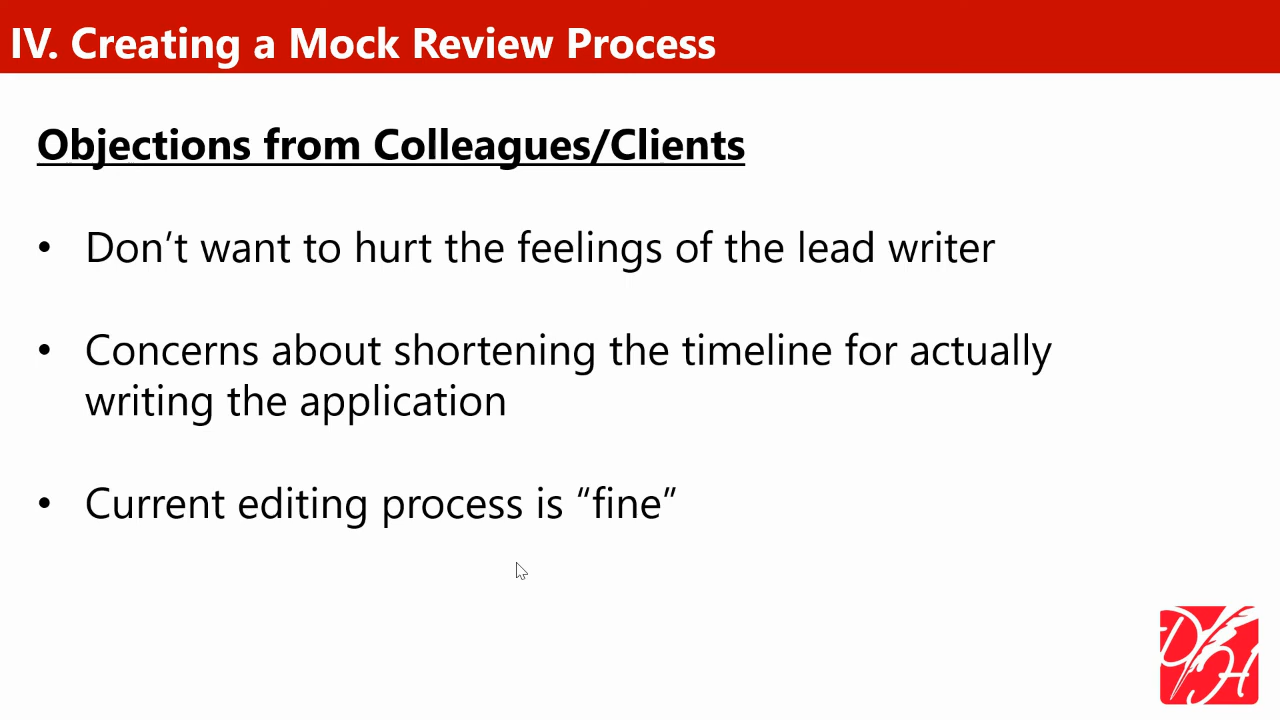 IV. Creating a Mock Review Process
Objections from Colleagues/Clients
• Don’t want to hurt the feelings of the lead writer
• Concerns about shortening the timeline for actually
writing the application
• Current editing process is “fine”
DH